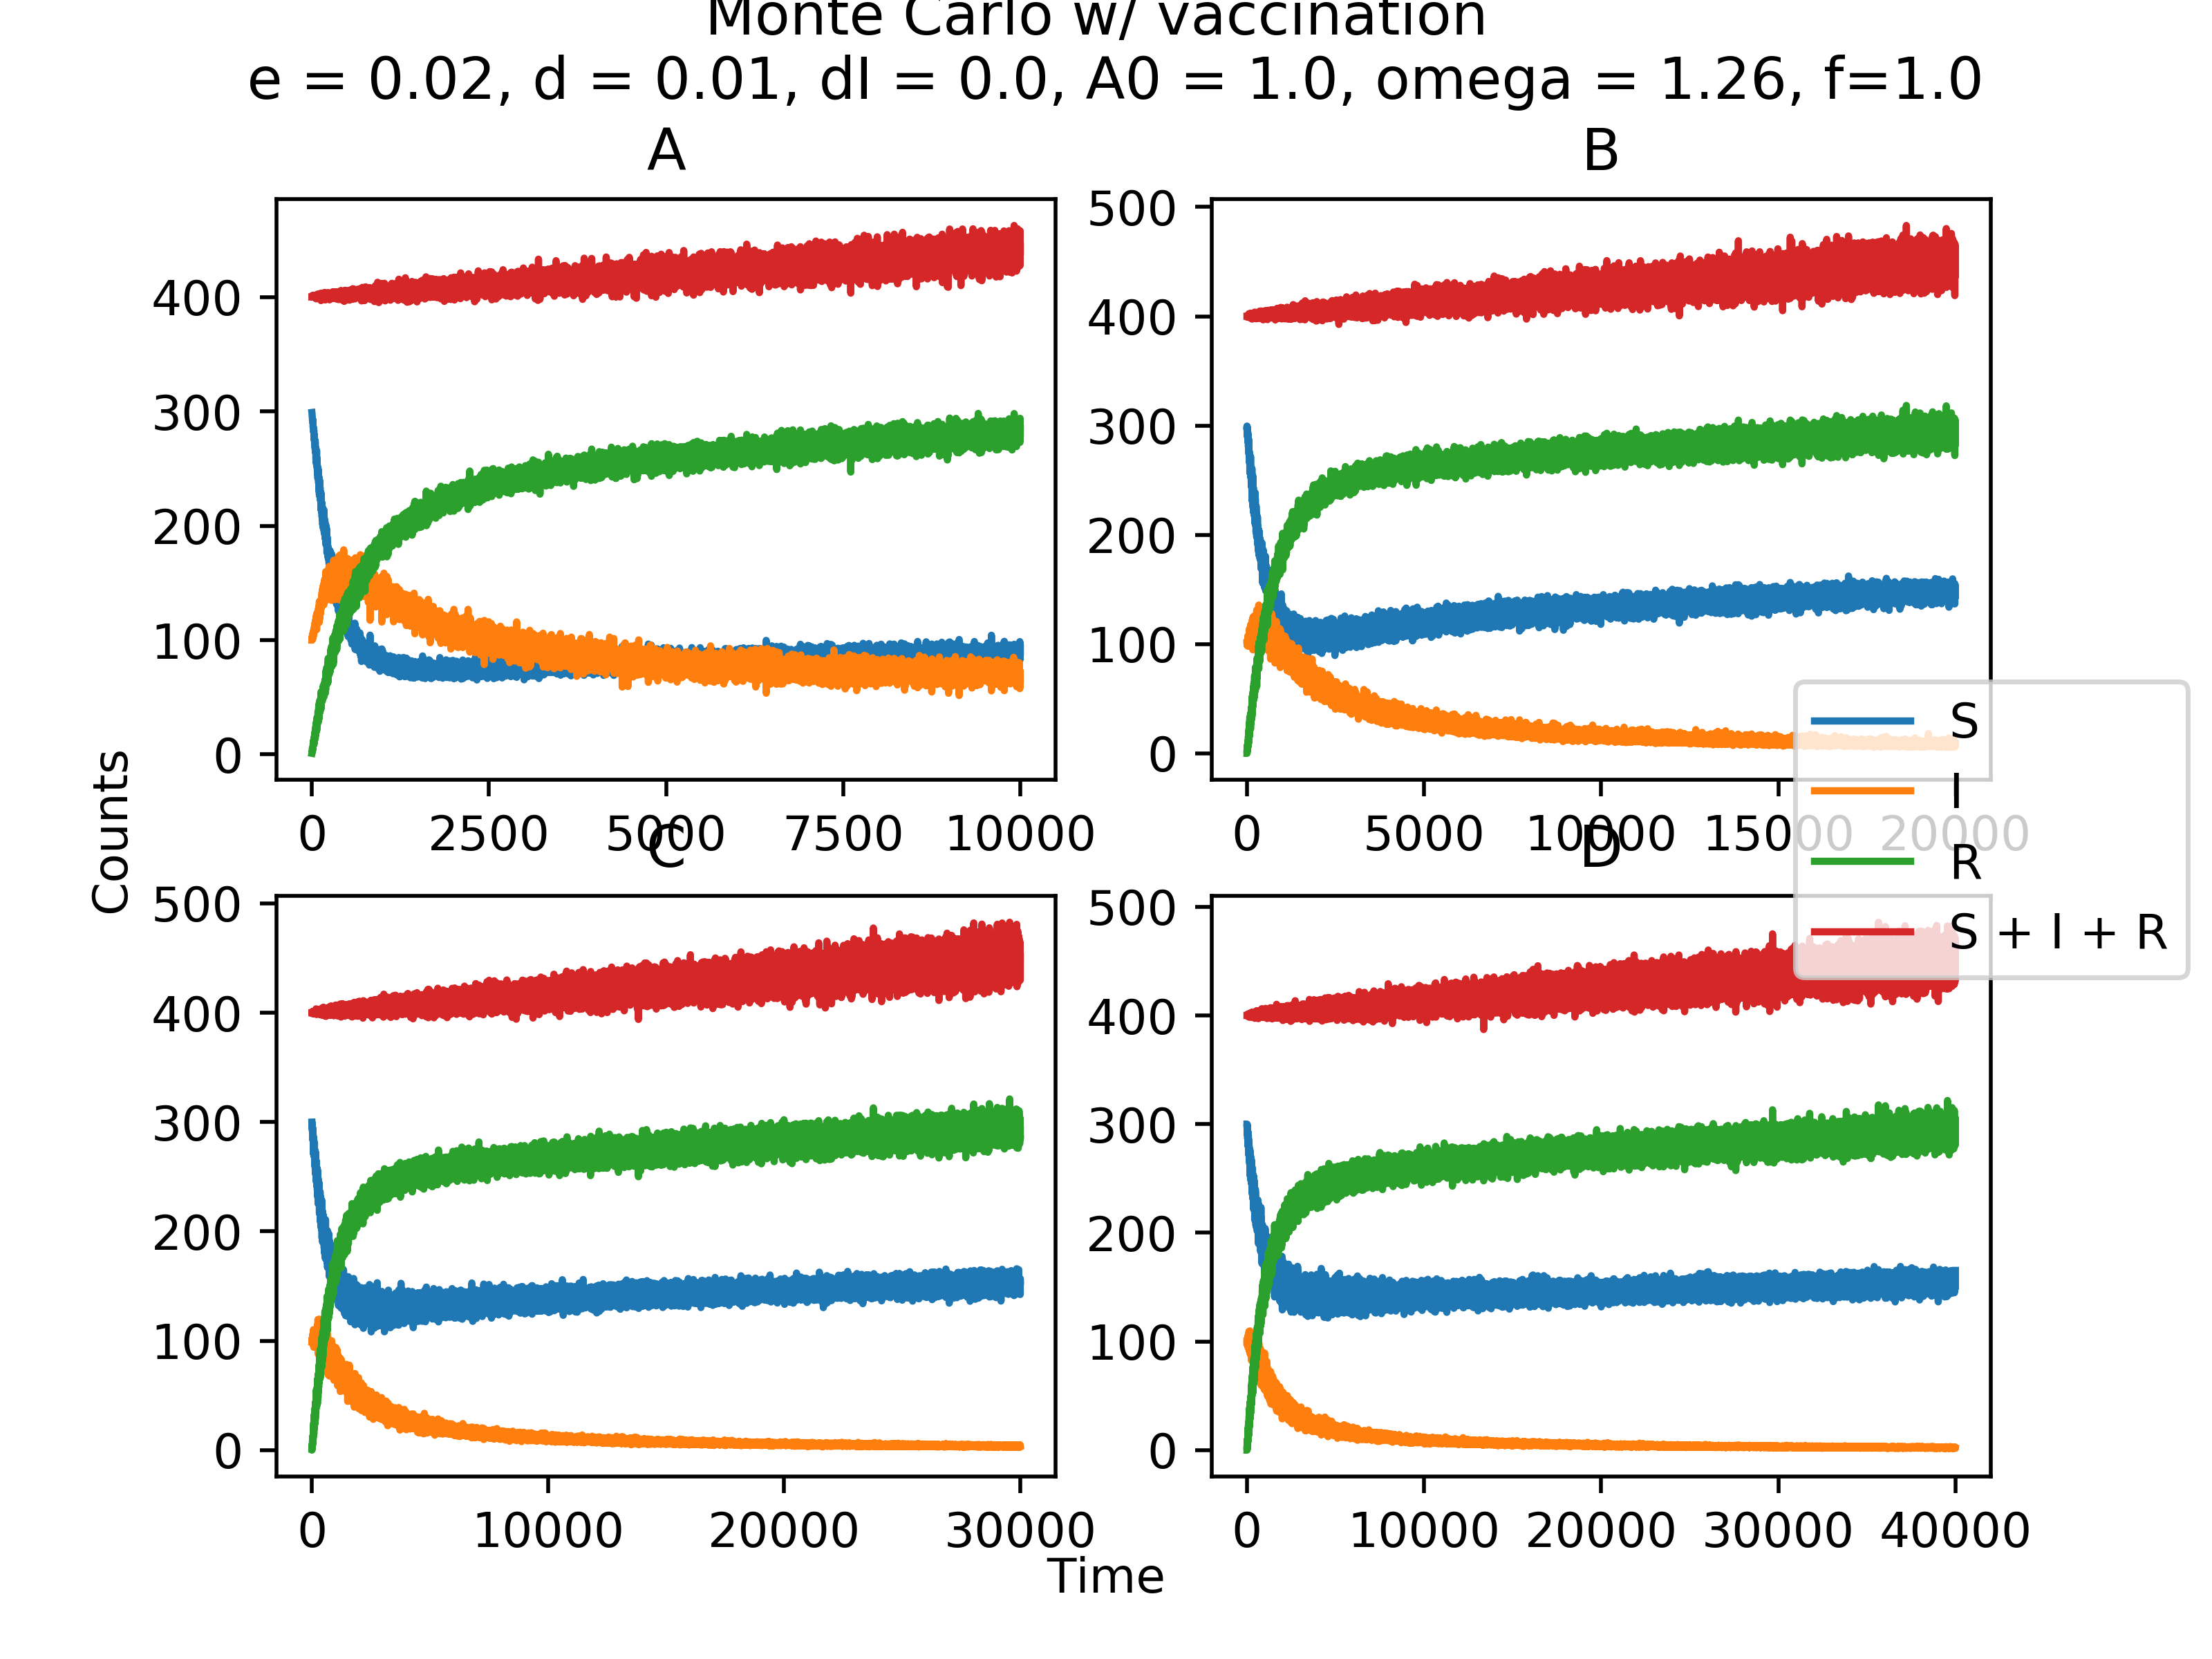 Monte Carlo w/ vaccination
e = 0.02, d = 0.01, dI = 0.0, A0 = 1.0, omega = 1.26, f=1.0
A
400
300
200
100
0
0 2500 5000 7500 10000
B
500
400
300
200
100
0
0 5000 10000 15000 20000
Counts
C
500
400
300
200
100
0
0 10000 20000 30000
D
500
400
300
200
100
0
0 10000 20000 30000 40000
S
I
R
S + I + R
Time